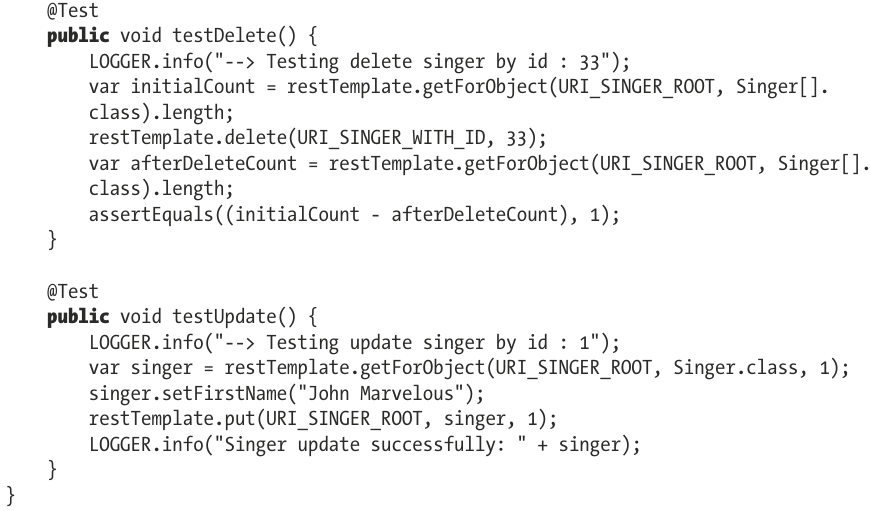 @Test
public void testDelete() {
LOGGER.info("--> Testing delete singer by id : 33");
var initialCount = restTemplate.getForObject(URI_SINGER_ROOT, Singer[].
class).length;
restTemplate.delete(URI_SINGER_WITH_ID, 33);
var afterDeleteCount = restTemplate.getForObject(URI_SINGER_ROOT, Singer[].
class).length;
assertEquals((initialCount - afterDeleteCount), 1);
}
@Test
public void testUpdate() {
LOGGER.info("--> Testing update singer by id : 1");
var singer = restTemplate.getForObject(URI_SINGER_ROOT, Singer.class, 1);
singer.setFirstName("John Marvelous");
restTemplate.put(URI_SINGER_ROOT, singer, 1);
LOGGER.info("Singer update successfully: " + singer);
}
}